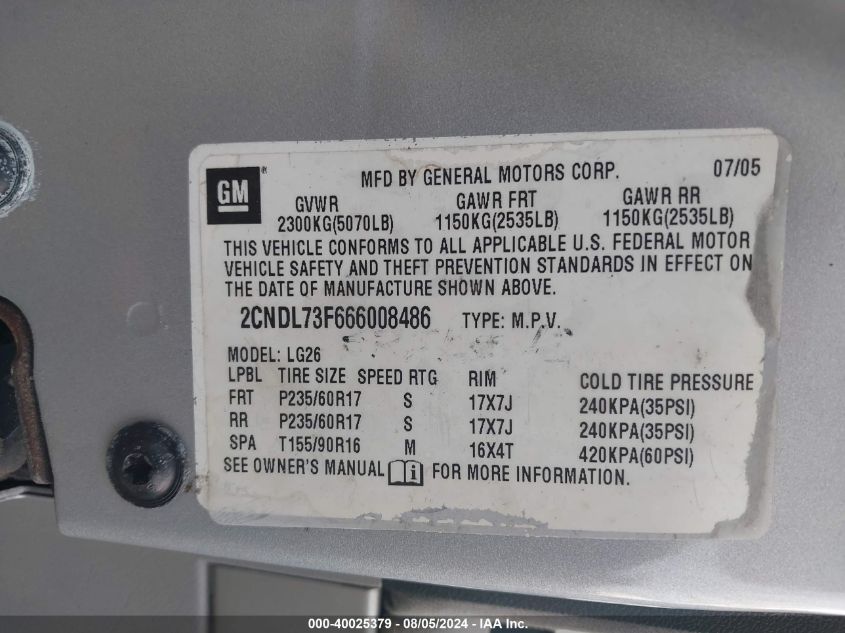 GM® MFD BY GENERAL MOTORS CORP. 07/05
GVWR GAWR FRT GAWR RR
2300KG(5070LB) 1150KG(2535LB) 1150KG(2535LB)
THIS VEHICLE CONFORMS TO ALL APPLICABLE U.S. FEDERAL MOTOR
VEHICLE SAFETY AND THEFT PREVENTION STANDARDS IN EFFECT ON
THE DATE OF MANUFACTURE SHOWN ABOVE.
2CNDL73F666008486 TYPE: M.P.V.
MODEL: LG26
LPBL TIRE SIZE SPEED RTG RIM COLD TIRE PRESSURE
FRT P235/60R17 S 17X7J 240KPA(35PSI)
RR P235/60R17 S 17X7J 240KPA(35PSI)
SPA T155/90R16 M 16X4T 420KPA(60PSI)
SEE OWNER'S MANUAL FOR MORE INFORMATION.
000-40025379 - 08/05/2024 - IAA Inc.